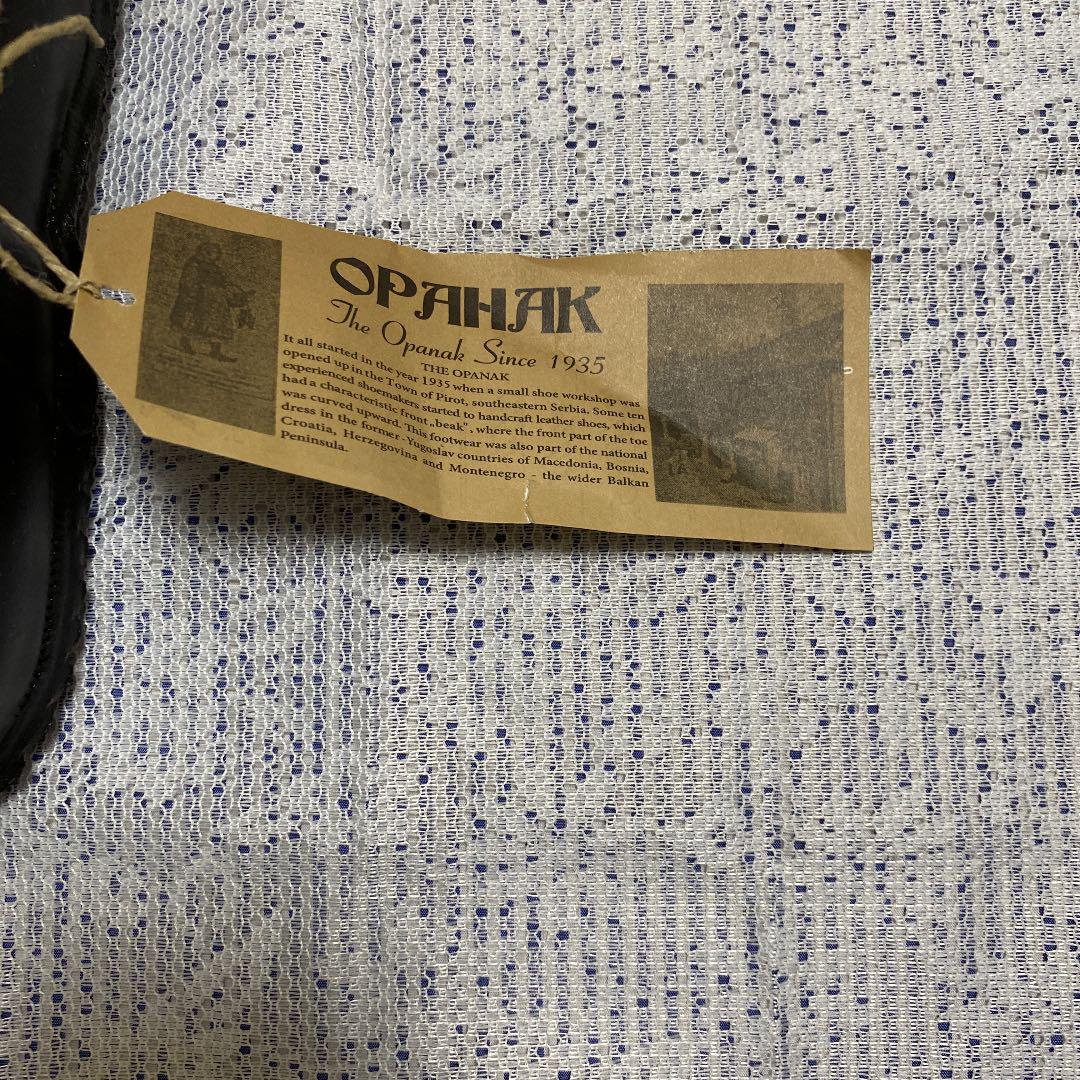 OPAHAK
The Opanak Since 1935
THE OPANAK
It all started in the year 1935 when a small shoe workshop was
opened up in the Town of Pirot, southeastern Serbia. Some ten
experienced shoemakers started to handcraft leather shoes, which
had a characteristic front „beak“, where the front part of the toe
was curved upward. This footwear was also part of the national
dress in the former - Yugoslav countries of Macedonia, Bosnia,
Croatia, Herzegovina and Montenegro - the wider Balkan
Peninsula.